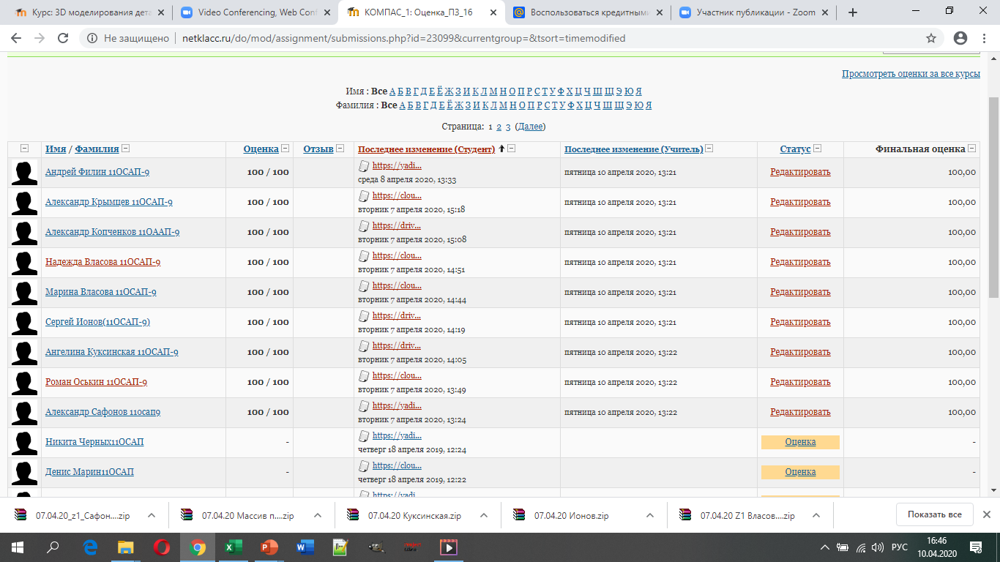 Курс: 3D моделирования дета
Video Conferencing, Web Conf
КОМПАС_1: Оценка_ПЗ_16
Воспользоваться кредитными
Участник публикации - Zoom
Не защищено
netklacc.ru/do/mod/assignment/submissions.php?id=23099&currentgroup=&tsort=timemodified
Просмотреть оценки за все курсы
Имя : Все А Б В Г Д Е Ё Ж З И К Л М Н О П Р С Т У Ф Х Ц Ч Ш Щ Э Ю Я
Фамилия : Все А Б В Г Д Е Ё Ж З И К Л М Н О П Р С Т У Ф Х Ц Ч Ш Щ Э Ю Я
Страница: 1 2 3 (Далее)
Имя / Фамилия Оценка Отзыв Последнее изменение (Студент) Последнее изменение (Учитель) Статус Финальная оценка
Андрей Филин 11ОСАП-9 100 / 100 https://yadi... пятница 10 апреля 2020, 13:21 Редактировать 100,00
среда 8 апреля 2020, 13:33
Александр Крымцев 11ОСАП-9 100 / 100 https://clou... пятница 10 апреля 2020, 13:21 Редактировать 100,00
вторник 7 апреля 2020, 15:18
Александр Копченков 11ОААП-9 100 / 100 https://driv... пятница 10 апреля 2020, 13:21 Редактировать 100,00
вторник 7 апреля 2020, 15:08
Надежда Власова 11ОСАП-9 100 / 100 https://clou... пятница 10 апреля 2020, 13:21 Редактировать 100,00
вторник 7 апреля 2020, 14:51
Марина Власова 11ОСАП-9 100 / 100 https://clou... пятница 10 апреля 2020, 13:21 Редактировать 100,00
вторник 7 апреля 2020, 14:44
Сергей Ионов(11ОСАП-9) 100 / 100 https://driv... пятница 10 апреля 2020, 13:21 Редактировать 100,00
вторник 7 апреля 2020, 14:19
Ангелина Куксинская 11ОСАП-9 100 / 100 https://driv... пятница 10 апреля 2020, 13:22 Редактировать 100,00
вторник 7 апреля 2020, 14:05
Роман Оськин 11ОСАП-9 100 / 100 https://clou... пятница 10 апреля 2020, 13:22 Редактировать 100,00
вторник 7 апреля 2020, 13:49
Александр Сафонов 11осап9 100 / 100 https://yadi... пятница 10 апреля 2020, 13:22 Редактировать 100,00
вторник 7 апреля 2020, 13:24
Никита Черных11ОСАП - https://yadi... Оценка -
четверг 18 апреля 2019, 12:24
Денис Марин11ОСАП - https://clou... Оценка -
четверг 18 апреля 2019, 12:22
https://yadi...
07.04.20_z1_Сафон....zip
07.04.20 Массив п....zip
07.04.20 Куксинская.zip
07.04.20 Ионов.zip
07.04.20 Z1 Власов....zip
Показать все
РУС
16:46
10.04.2020